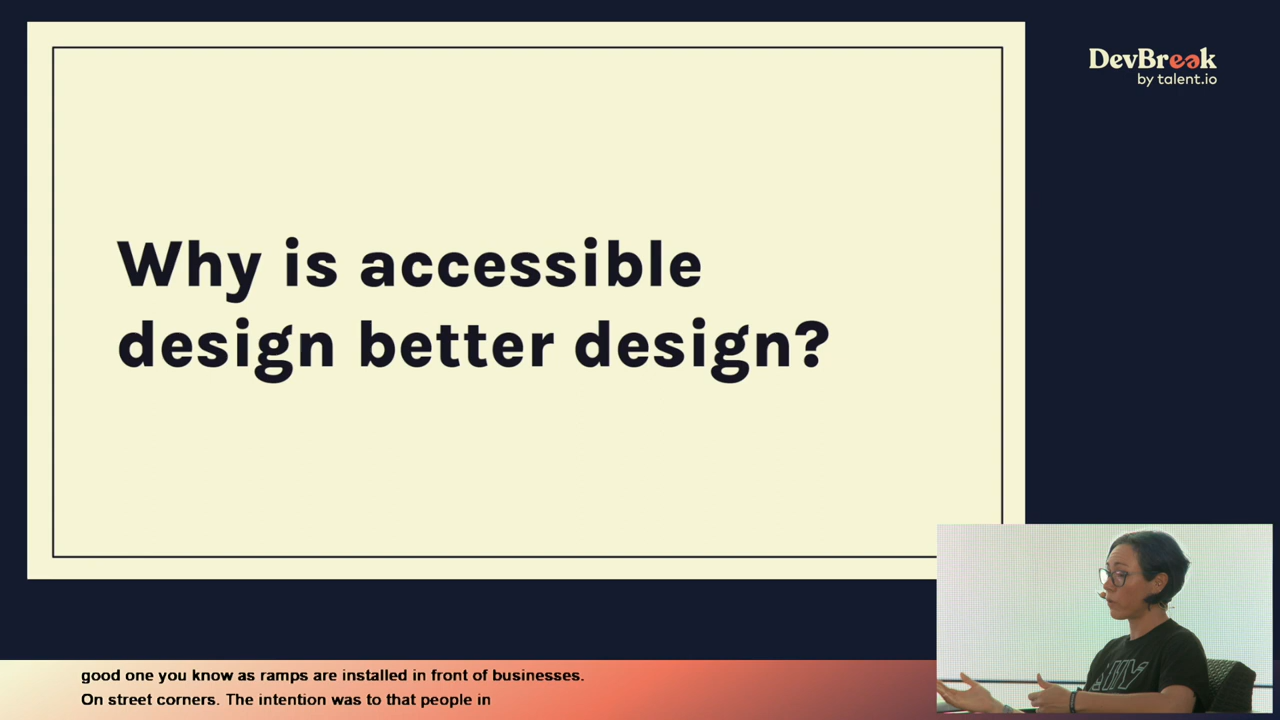 Why is accessible
design better design?
DevBreak
by talent.io
good one you know as ramps are installed in front of businesses.
On street corners. The intention was to that people in